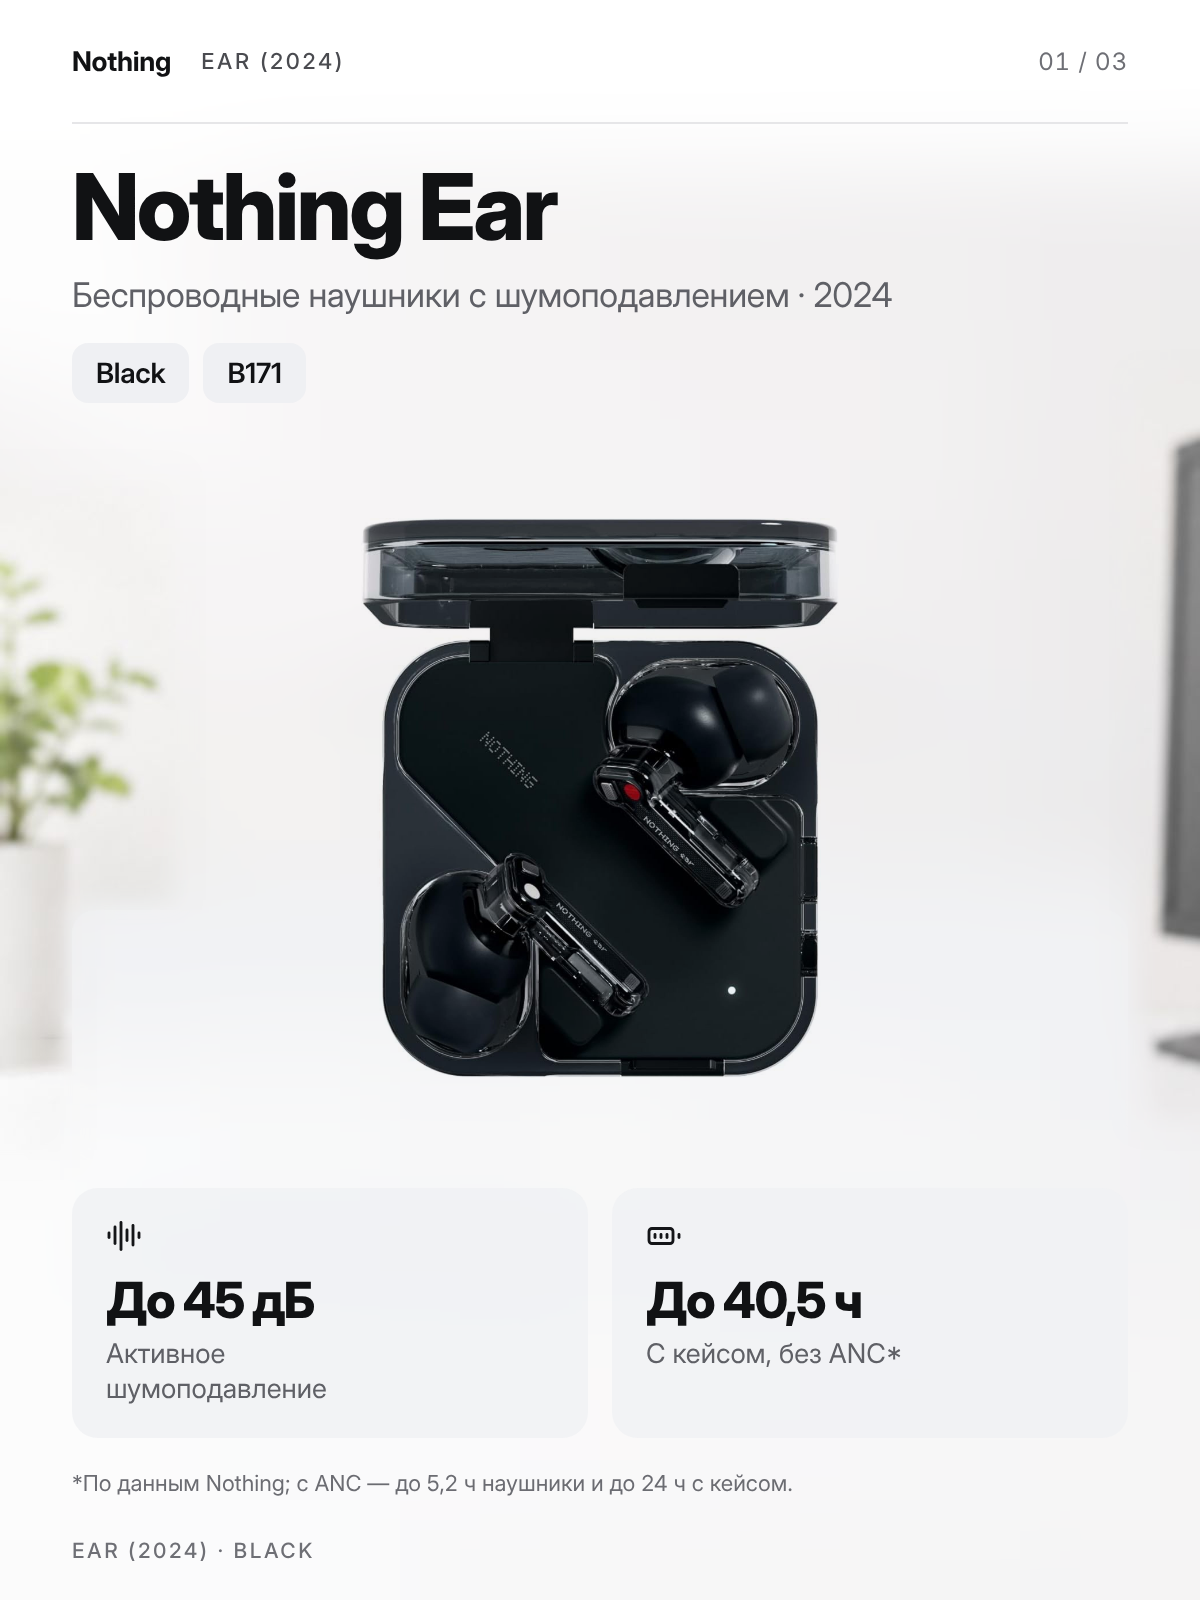 Nothing EAR (2024) 01 / 03
Nothing Ear
Беспроводные наушники с шумоподавлением · 2024
Black B171
NOTHING
NOTHING ear
NOTHING ear
До 45 дБ
Активное
шумоподавление
До 40,5 ч
С кейсом, без ANC*
*По данным Nothing; с ANC — до 5,2 ч наушники и до 24 ч с кейсом.
EAR (2024) · BLACK